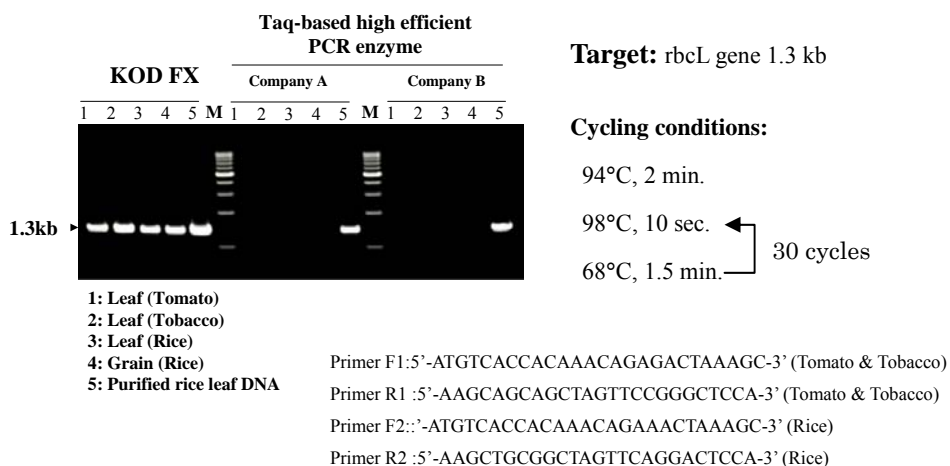 Taq-based high efficient
PCR enzyme
KOD FX
Company A
Company B
1 2 3 4 5 M 1 2 3 4 5 M 1 2 3 4 5
1.3kb
1: Leaf (Tomato)
2: Leaf (Tobacco)
3: Leaf (Rice)
4: Grain (Rice)
5: Purified rice leaf DNA
Target: rbcL gene 1.3 kb
Cycling conditions:
94°C, 2 min.
98°C, 10 sec.
68°C, 1.5 min.
30 cycles
Primer F1:5’-ATGTCACCACAAACAGAGACTAAAGC-3’ (Tomato & Tobacco)
Primer R1 :5’-AAGCAGCAGCTAGTTCCGGGCTCCA-3’ (Tomato & Tobacco)
Primer F2::’-ATGTCACCACAAACAGAAACTAAAGC-3’ (Rice)
Primer R2 :5’-AAGCTGCGGCTAGTTCAGGACTCCA-3’ (Rice)